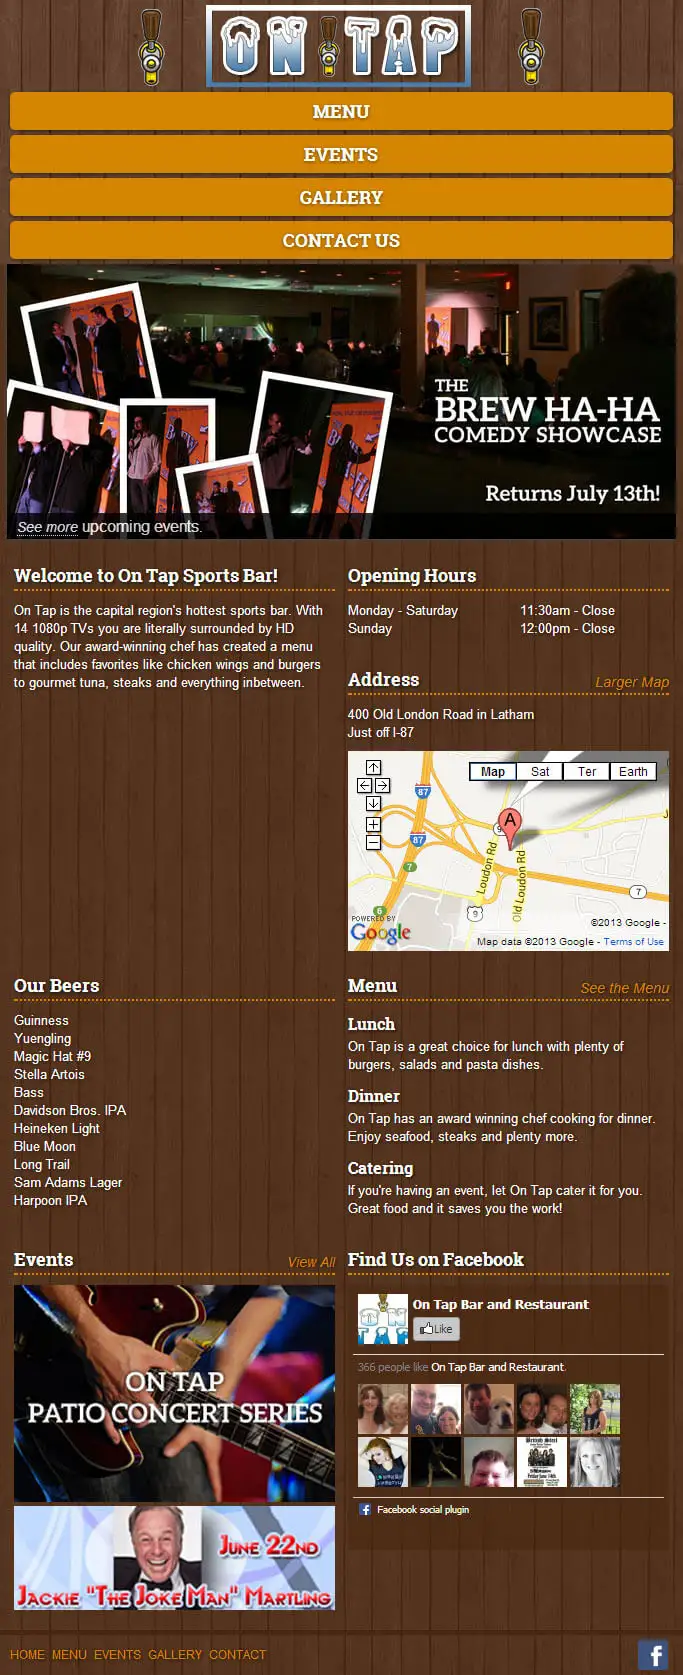 ON TAP
MENU
EVENTS
GALLERY
CONTACT US
THE
BREW HA-HA
COMEDY SHOWCASE
Returns July 13th!
See more upcoming events.
Welcome to On Tap Sports Bar!
On Tap is the capital region's hottest sports bar. With
14 1080p TVs you are literally surrounded by HD
quality. Our award-winning chef has created a menu
that includes favorites like chicken wings and burgers
to gourmet tuna, steaks and everything inbetween.
Opening Hours
Monday - Saturday 11:30am - Close
Sunday 12:00pm - Close
Address Larger Map
400 Old London Road in Latham
Just off I-87
Map Sat Ter Earth
87
A
9
87
Loudon Rd
Old Loudon Rd
7
7
6
9
POWERED BY
Google
©2013 Google -
Map data ©2013 Google - Terms of Use
Our Beers
Guinness
Yuengling
Magic Hat #9
Stella Artois
Bass
Davidson Bros. IPA
Heineken Light
Blue Moon
Long Trail
Sam Adams Lager
Harpoon IPA
Menu See the Menu
Lunch
On Tap is a great choice for lunch with plenty of
burgers, salads and pasta dishes.
Dinner
On Tap has an award winning chef cooking for dinner.
Enjoy seafood, steaks and plenty more.
Catering
If you're having an event, let On Tap cater it for you.
Great food and it saves you the work!
Events View All
ON TAP
PATIO CONCERT SERIES
June 22nd
Jackie "The Joke Man" Martling
Find Us on Facebook
On Tap Bar and Restaurant
Like
366 people like On Tap Bar and Restaurant.
British Steel
Facebook social plugin
HOME MENU EVENTS GALLERY CONTACT
f